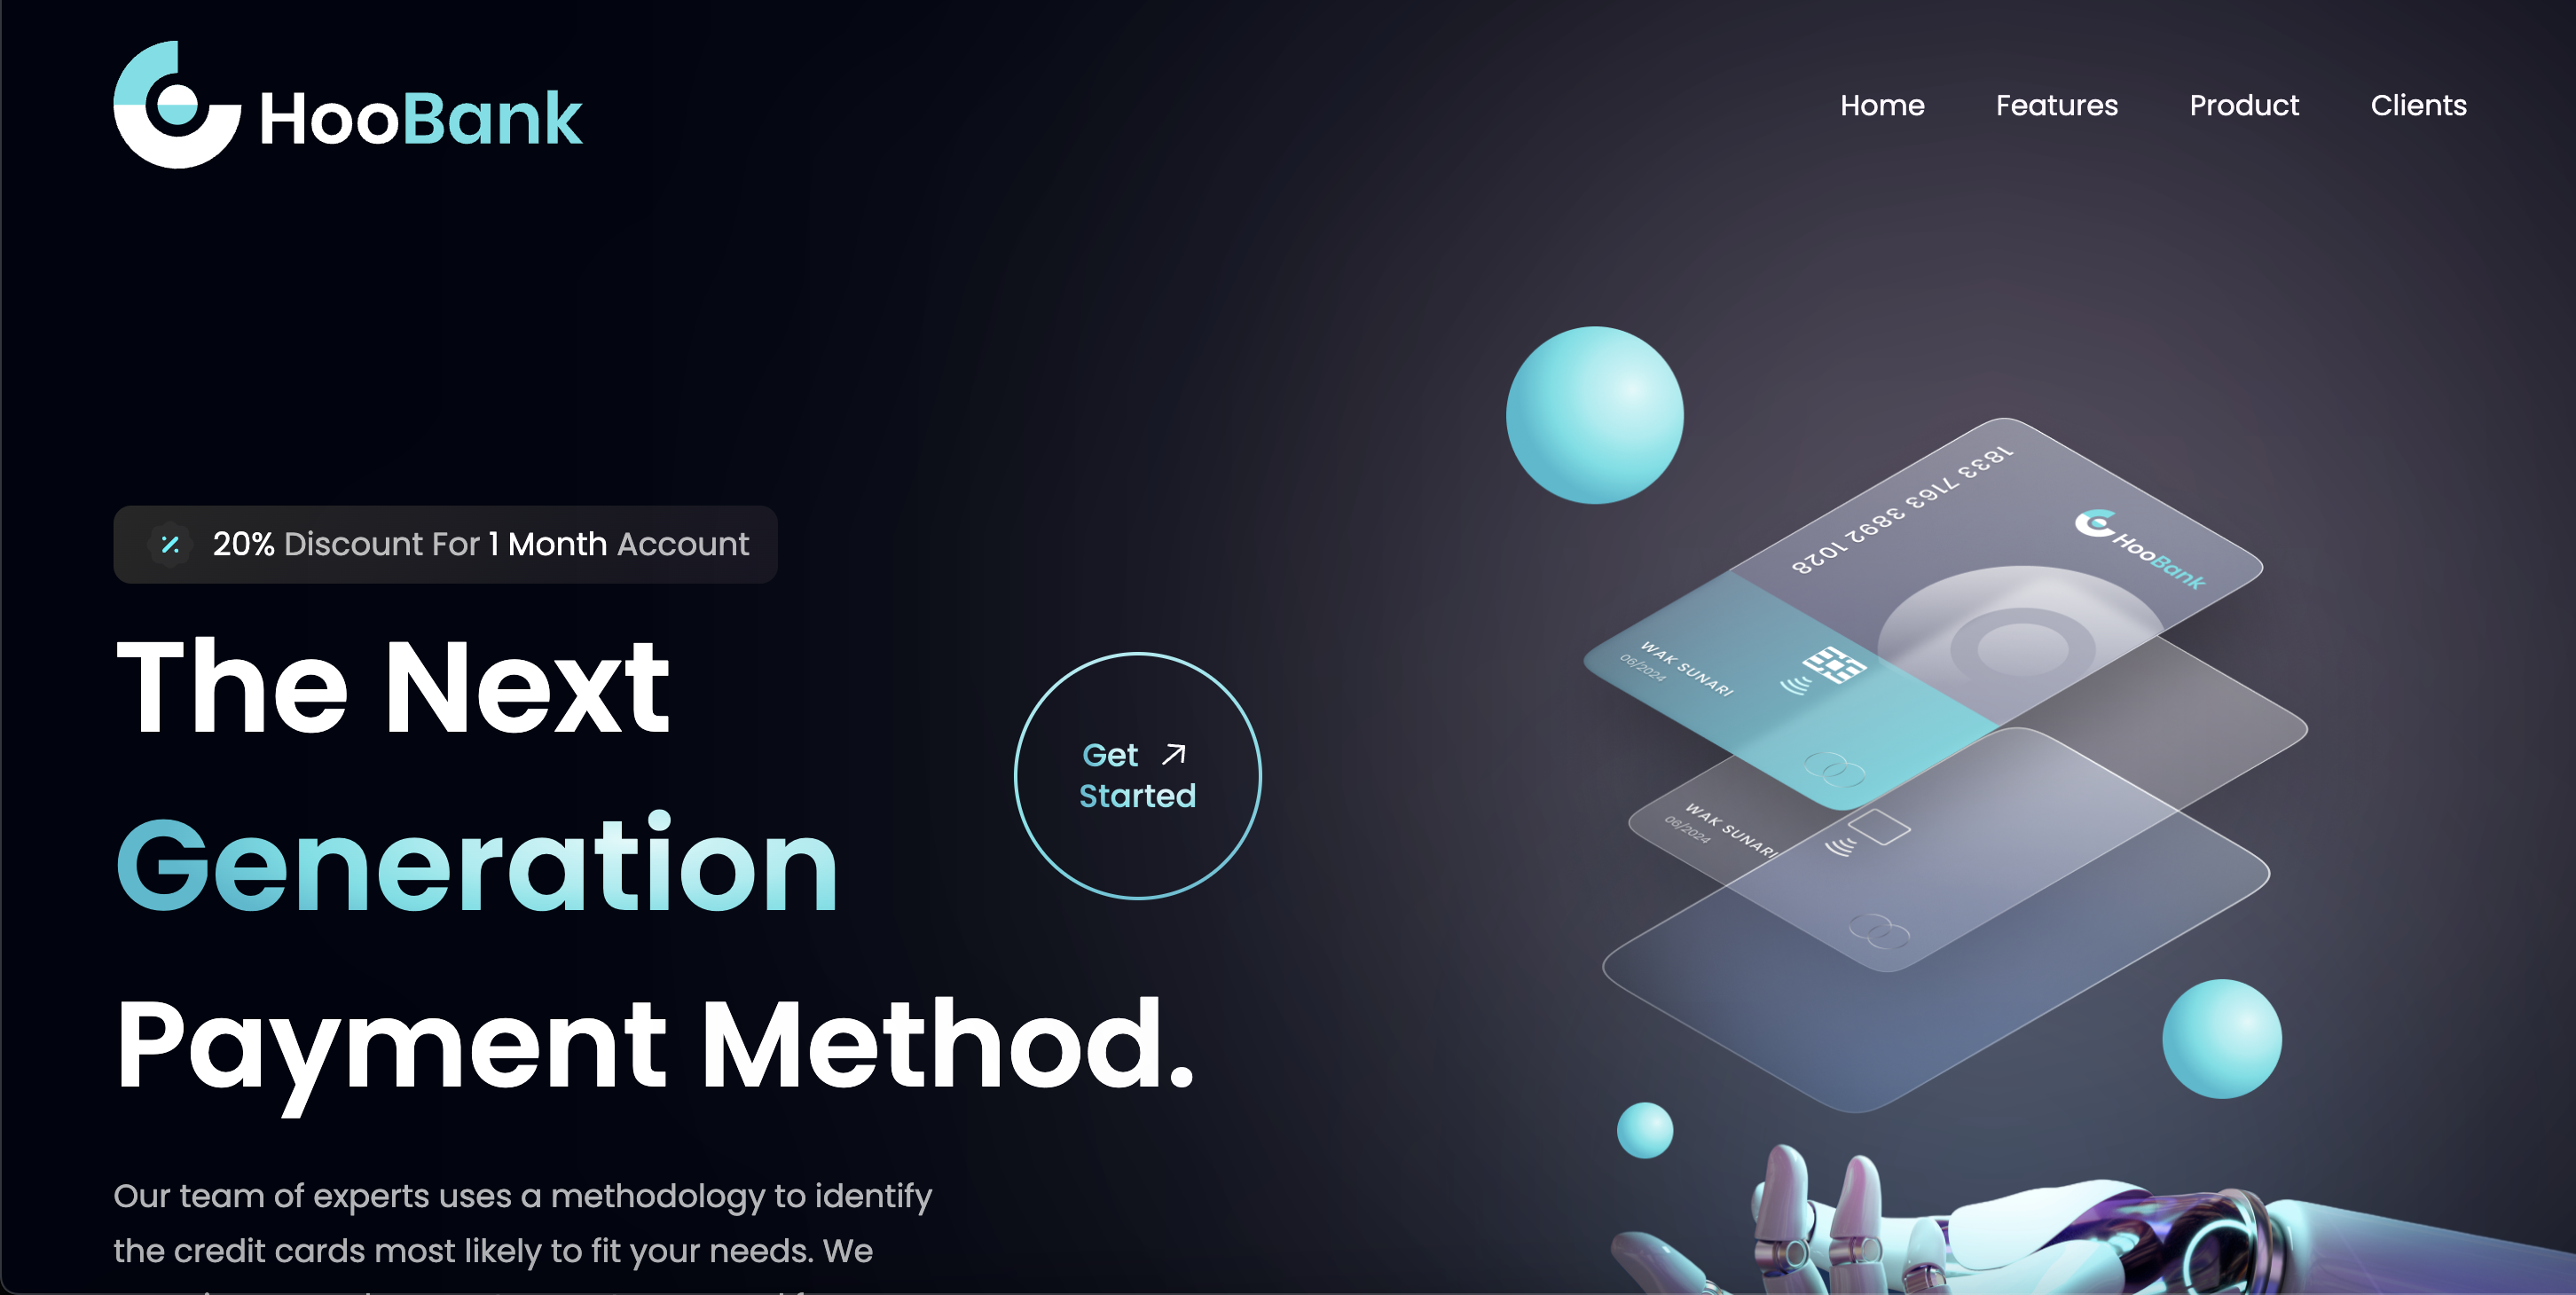 HooBank
Home Features Product Clients
20% Discount For 1 Month Account
The Next
Generation
Payment Method.
Get
Started
Our team of experts uses a methodology to identify
the credit cards most likely to fit your needs. We
1833 7163 3892 1028
HooBank
WAK SUNARI
06/2024
WAK SUNARI
06/2024